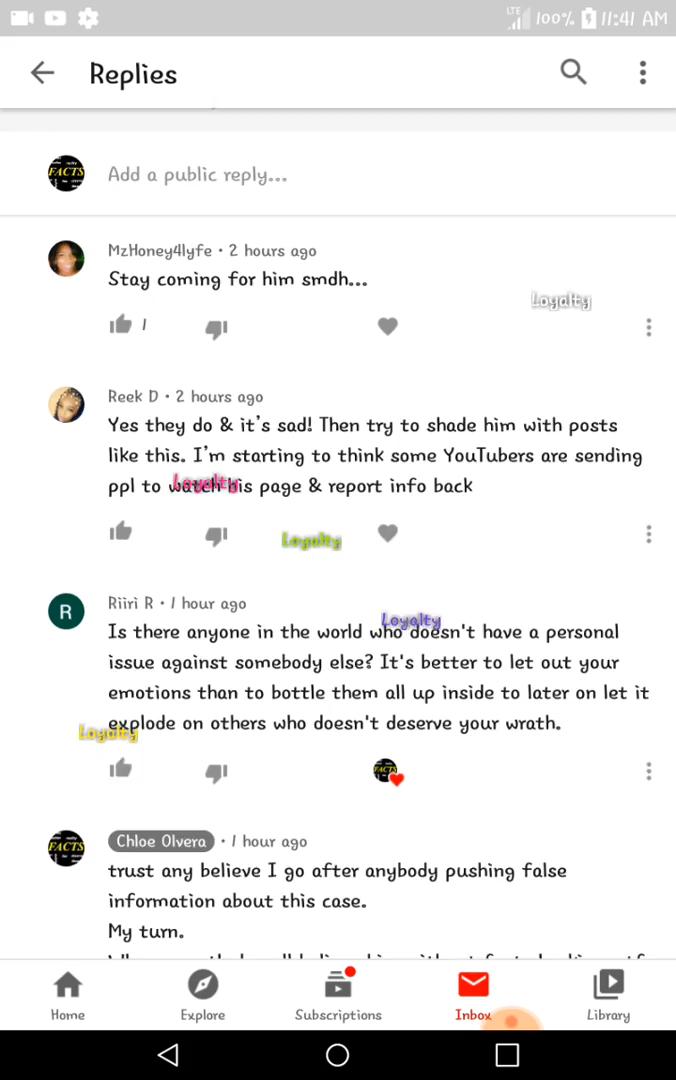 LTE 100% 11:41 AM
Replies
FACTS Add a public reply...
MzHoney4lyfe • 2 hours ago
Stay coming for him smdh...
Loyalty
1
Reek D • 2 hours ago
Yes they do & it's sad! Then try to shade him with posts
like this. I'm starting to think some YouTubers are sending
ppl to watch his page & report info back
Loyalty
Loyalty
R Riiri R • 1 hour ago
Loyalty
Is there anyone in the world who doesn't have a personal
issue against somebody else? It's better to let out your
emotions than to bottle them all up inside to later on let it
explode on others who doesn't deserve your wrath.
Loyalty
FACTS
FACTS Chloe Olvera • 1 hour ago
trust any believe I go after anybody pushing false
information about this case.
My turn.
Home Explore Subscriptions Inbox Library